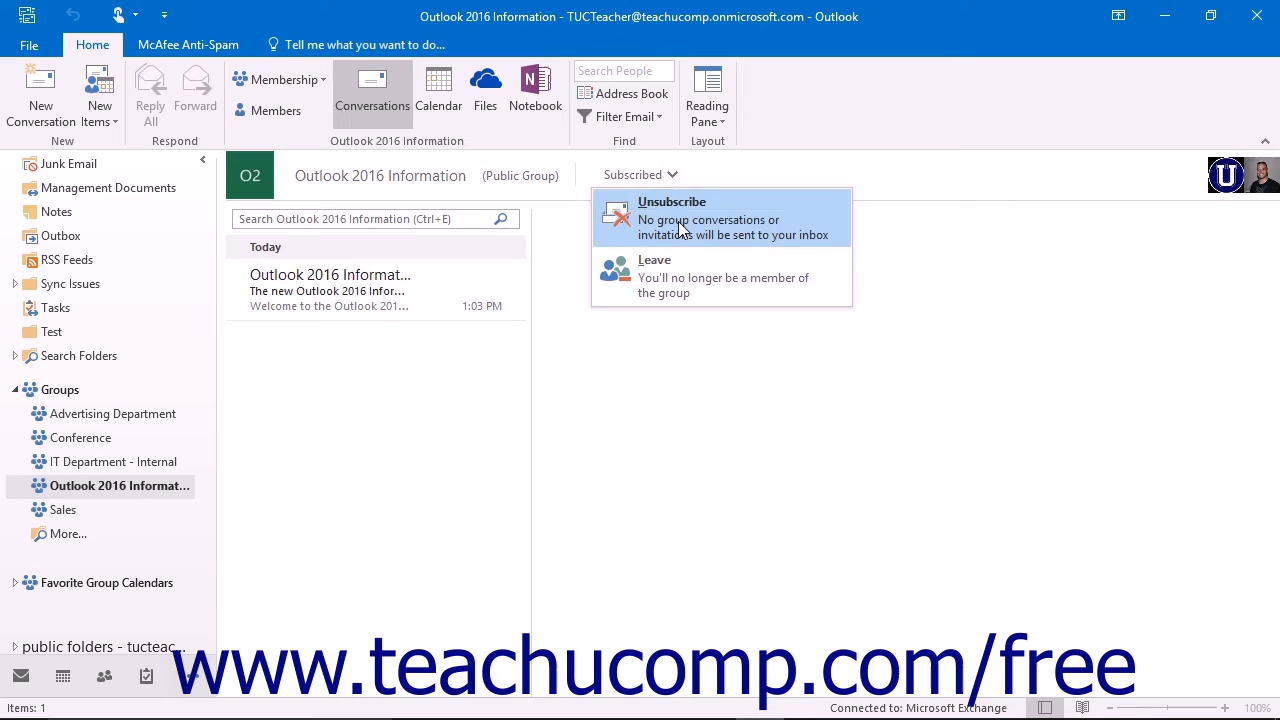 Outlook 2016 Information - TUCTeacher@teachucomp.onmicrosoft.com - Outlook
File
Home
McAfee Anti-Spam
Tell me what you want to do...
New
Conversation
New
Items
Reply
All
Forward
Membership
Members
Conversations
Calendar
Files
Notebook
Search People
Address Book
Filter Email
Reading
Pane
New
Respond
Outlook 2016 Information
Find
Layout
Junk Email
Management Documents
Notes
Outbox
RSS Feeds
Sync Issues
Tasks
Test
Search Folders
Groups
Advertising Department
Conference
IT Department - Internal
Outlook 2016 Informat...
Sales
More...
Favorite Group Calendars
public folders - tucteac...
O2
Outlook 2016 Information
(Public Group)
Subscribed
U
Search Outlook 2016 Information (Ctrl+E)
Today
Outlook 2016 Informat...
The new Outlook 2016 Infor...
Welcome to the Outlook 201...
1:03 PM
Unsubscribe
No group conversations or
invitations will be sent to your inbox
Leave
You'll no longer be a member of
the group
www.teachucomp.com/free
Items: 1
Connected to: Microsoft Exchange
100%